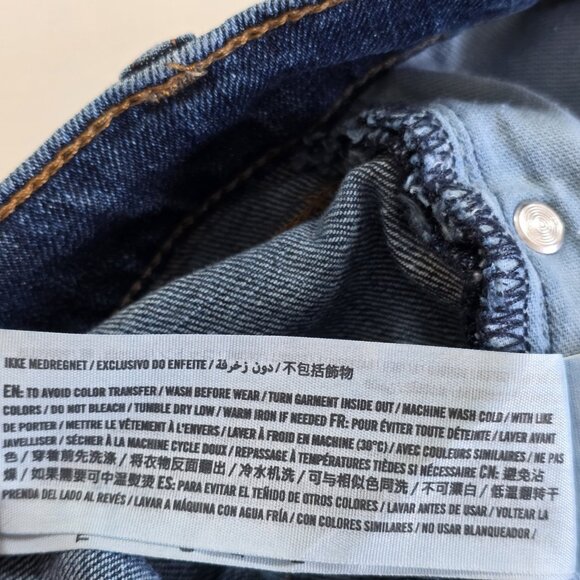 IKKE MEDREGNET / EXCLUSIVO DO ENFEITE / دون زخرفة / 不包括飾物
EN: TO AVOID COLOR TRANSFER / WASH BEFORE WEAR / TURN GARMENT INSIDE OUT / MACHINE WASH COLD / WITH LIKE
COLORS / DO NOT BLEACH / TUMBLE DRY LOW / WARM IRON IF NEEDED FR: POUR ÉVITER TOUTE DÉTEINTE / LAVER AVANT
DE PORTER / METTRE LE VÊTEMENT À L'ENVERS / LAVER À FROID EN MACHINE (30°C) / AVEC COULEURS SIMILAIRES / NE PAS
JAVELLISER / SÉCHER À LA MACHINE CYCLE DOUX / REPASSAGE À TEMPÉRATURES TIÈDES SI NÉCESSAIRE CN: 避免沾
色 / 穿着前先洗涤 / 将衣物反面翻出 / 冷水机洗 / 可与相似色同洗 / 不可漂白 / 低温翻转干
燥 / 如果需要可中温熨烫 ES: PARA EVITAR EL TEÑIDO DE OTROS COLORES / LAVAR ANTES DE USAR / VOLTEAR LA
PRENDA DEL LADO AL REVÉS / LAVAR A MÁQUINA CON AGUA FRÍA / CON COLORES SIMILARES / NO USAR BLANQUEADOR /